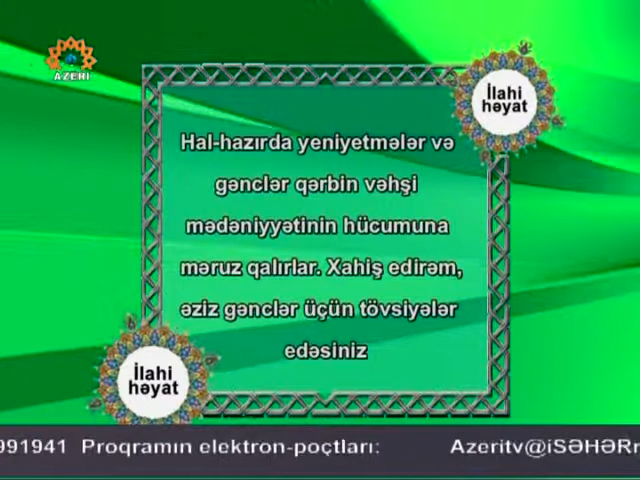 AZERI
İlahi
həyat
Hal-hazırda yeniyetmələr və
gənclər qərbin vəhşi
mədəniyyətinin hücumuna
məruz qalırlar. Xahiş edirəm,
əziz gənclər üçün tövsiyələr
edəsiniz
İlahi
həyat
991941 Proqramın elektron-poçtları: Azeritv@iSƏHƏRr